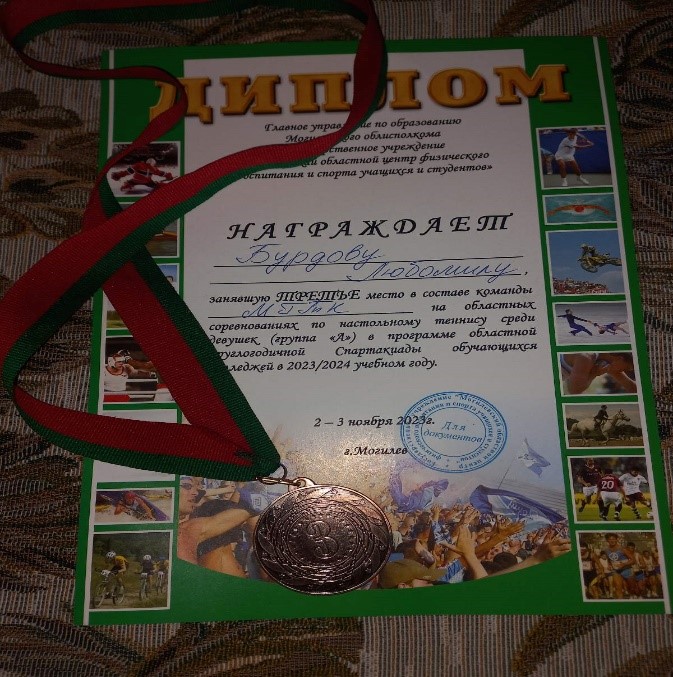 ДИПЛОМ
Главное управление по образованию
облисполкома
учреждение
областной центр физического
воспитания и спорта учащихся и студентов»
НАГРАЖДАЕТ
Бурдову
Любомилу,
занявшую ТРЕТЬЕ место в составе команды
на областных
соревнованиях по настольному теннису среди
девушек (группа «А») в программе областной
круглогодичной Спартакиады обучающихся
в 2023/2024 учебном году.
2 – 3 ноября 2023г.
г.Могилев
Для
документов
3
20